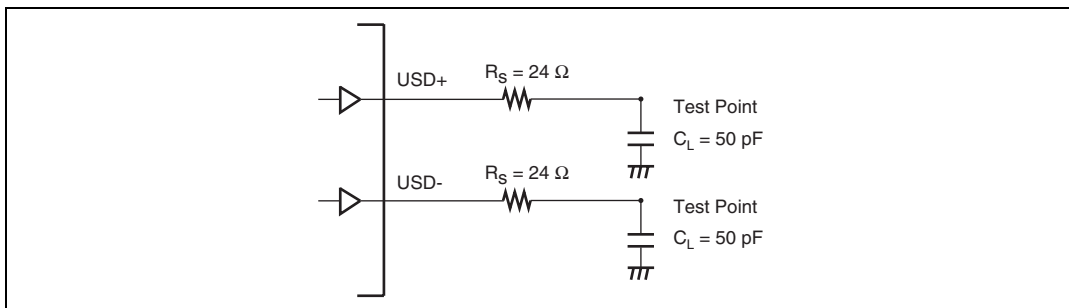 USD+
R_S = 24 Ω
Test Point
C_L = 50 pF
USD-
R_S = 24 Ω
Test Point
C_L = 50 pF